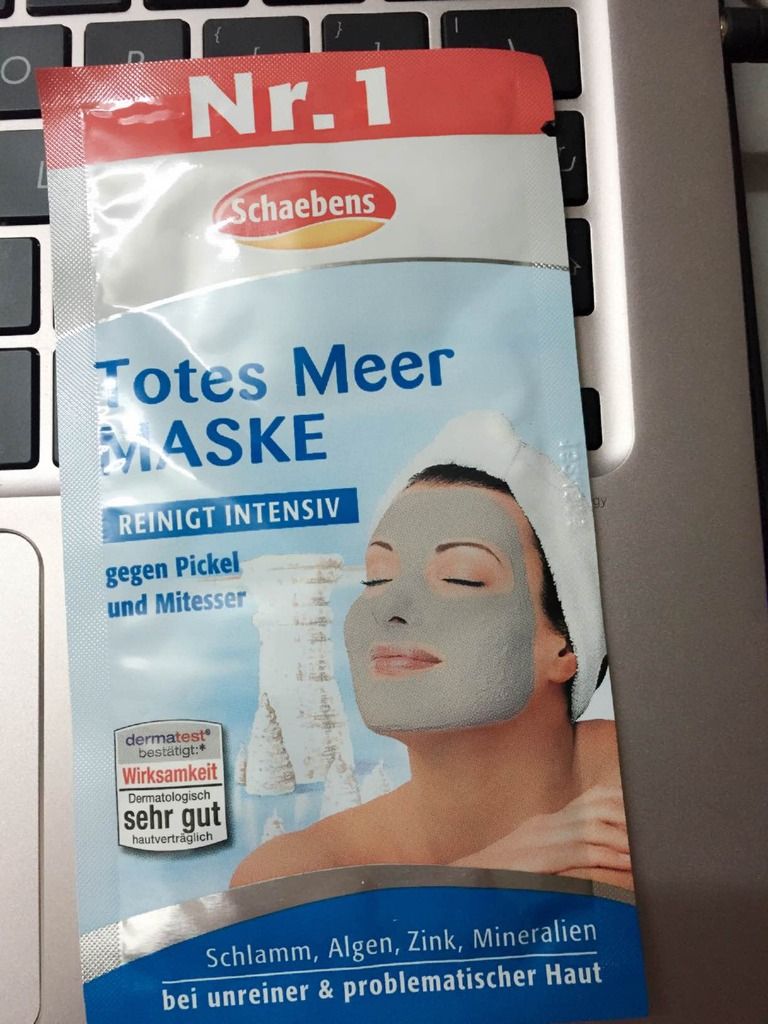 O
P
{
[
}
]
|
\
L
Nr. 1
Schaebens
Totes Meer
MASKE
REINIGT INTENSIV
gegen Pickel
und Mitesser
dermatest®
bestätigt:*
Wirksamkeit
Dermatologisch
sehr gut
hautverträglich
Schlamm, Algen, Zink, Mineralien
bei unreiner & problematischer Haut